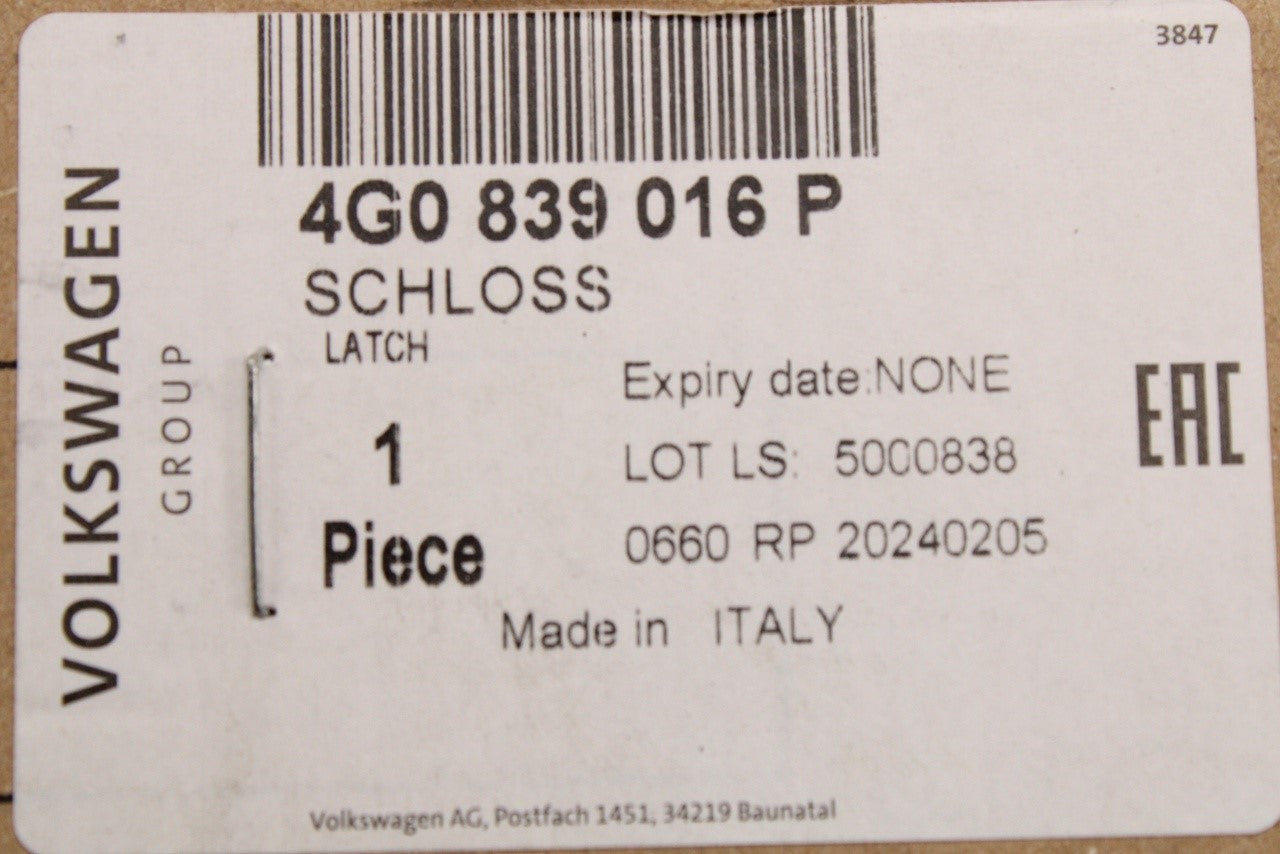 3847
4G0 839 016 P
SCHLOSS
LATCH
1
Piece
Expiry date:NONE
LOT LS: 5000838
0660 RP 20240205
Made in ITALY
EAC
VOLKSWAGEN
GROUP
Volkswagen AG, Postfach 1451, 34219 Baunatal